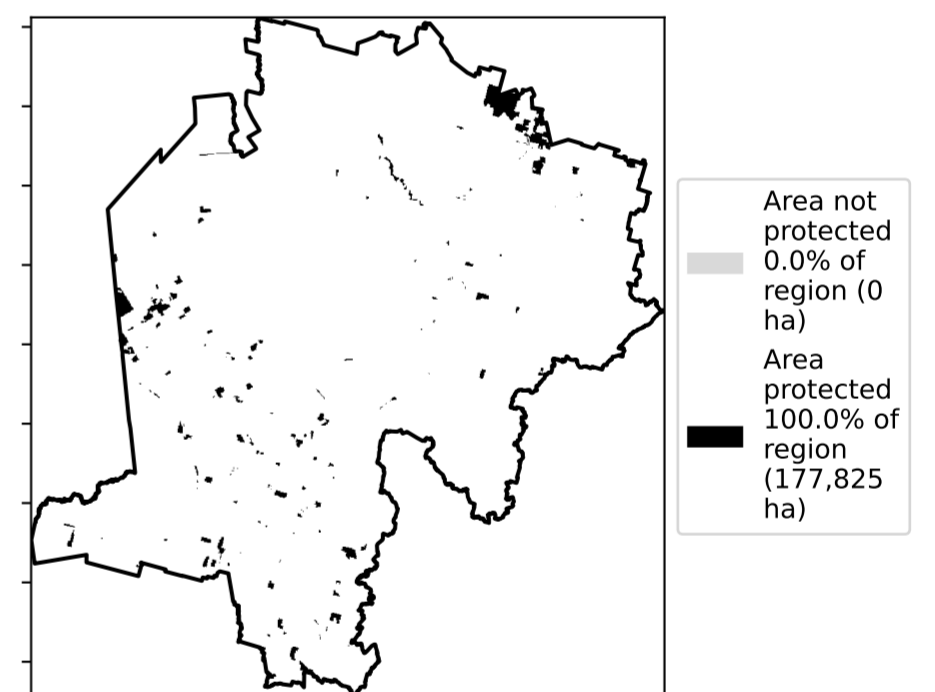 Area not
protected
0.0% of
region (0
ha)
Area
protected
100.0% of
region
(177,825
ha)